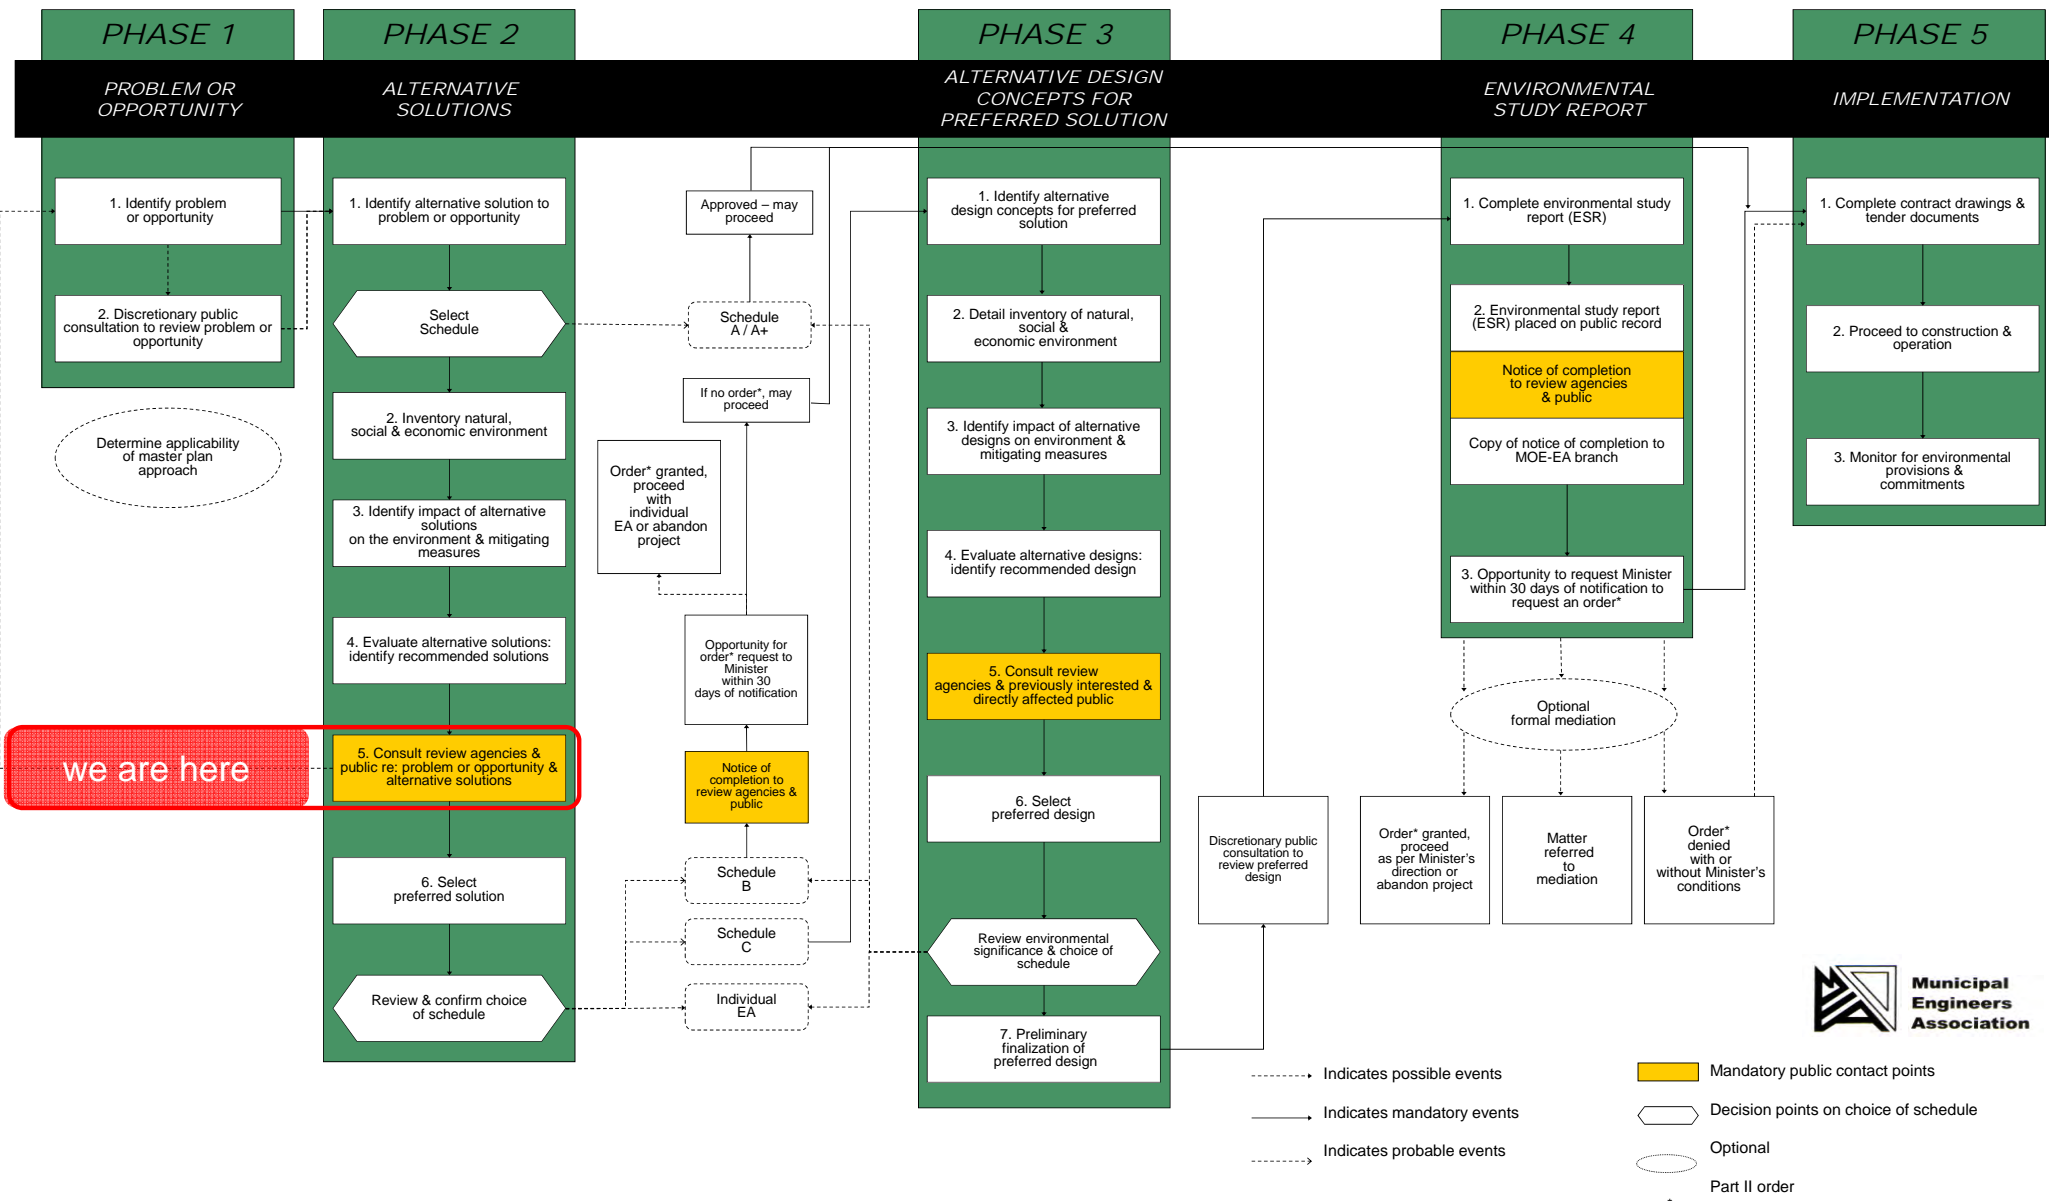 PHASE 1
PROBLEM OR
OPPORTUNITY
1. Identify problem
or opportunity
2. Discretionary public
consultation to review problem or
opportunity
Determine applicability
of master plan
approach
we are here
PHASE 2
ALTERNATIVE
SOLUTIONS
1. Identify alternative solution to
problem or opportunity
Select
Schedule
2. Inventory natural,
social & economic environment
3. Identify impact of alternative
solutions
on the environment & mitigating
measures
4. Evaluate alternative solutions:
identify recommended solutions
5. Consult review agencies &
public re: problem or opportunity &
alternative solutions
6. Select
preferred solution
Review & confirm choice
of schedule
Approved – may
proceed
Schedule
A / A+
If no order*, may
proceed
Order* granted,
proceed
with
individual
EA or abandon
project
Opportunity for
order* request to
Minister
within 30
days of notification
Notice of
completion to
review agencies &
public
Schedule
B
Schedule
C
Individual
EA
PHASE 3
ALTERNATIVE DESIGN
CONCEPTS FOR
PREFERRED SOLUTION
1. Identify alternative
design concepts for preferred
solution
2. Detail inventory of natural,
social &
economic environment
3. Identify impact of alternative
designs on environment &
mitigating measures
4. Evaluate alternative designs:
identify recommended design
5. Consult review
agencies & previously interested &
directly affected public
6. Select
preferred design
Review environmental
significance & choice of
schedule
7. Preliminary
finalization of
preferred design
Discretionary public
consultation to
review preferred
design
PHASE 4
ENVIRONMENTAL
STUDY REPORT
1. Complete environmental study
report (ESR)
2. Environmental study report
(ESR) placed on public record
Notice of completion
to review agencies
& public
Copy of notice of completion to
MOE-EA branch
3. Opportunity to request Minister
within 30 days of notification to
request an order*
Optional
formal mediation
Order* granted,
proceed
as per Minister's
direction or
abandon project
Matter
referred
to
mediation
Order*
denied
with or
without Minister's
conditions
PHASE 5
IMPLEMENTATION
1. Complete contract drawings &
tender documents
2. Proceed to construction &
operation
3. Monitor for environmental
provisions &
commitments
Municipal
Engineers
Association
Indicates possible events
Indicates mandatory events
Indicates probable events
Mandatory public contact points
Decision points on choice of schedule
Optional
Part II order